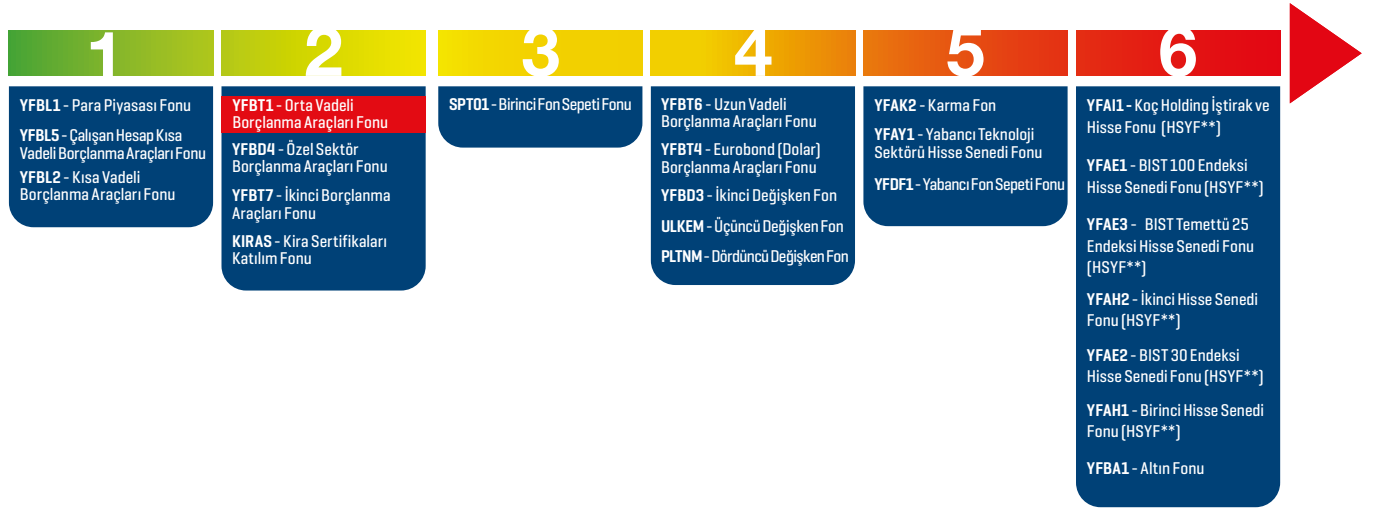 1
YFBL1 - Para Piyasası Fonu
YFBL5 - Çalışan Hesap Kısa
Vadeli Borçlanma Araçları Fonu
YFBL2 - Kısa Vadeli
Borçlanma Araçları Fonu
2
YFBT1 - Orta Vadeli
Borçlanma Araçları Fonu
YFBD4 - Özel Sektör
Borçlanma Araçları Fonu
YFBT7 - İkinci Borçlanma
Araçları Fonu
KIRAS - Kira Sertifikaları
Katılım Fonu
3
SPT01 - Birinci Fon Sepeti Fonu
4
YFBT6 - Uzun Vadeli
Borçlanma Araçları Fonu
YFBT4 - Eurobond (Dolar)
Borçlanma Araçları Fonu
YFBD3 - İkinci Değişken Fon
ULKEM - Üçüncü Değişken Fon
PLTNM - Dördüncü Değişken Fon
5
YFAK2 - Karma Fon
YFAY1 - Yabancı Teknoloji
Sektörü Hisse Senedi Fonu
YFDF1 - Yabancı Fon Sepeti Fonu
6
YFAI1 - Koç Holding İştirak ve
Hisse Fonu (HSYF**)
YFAE1 - BIST 100 Endeksi
Hisse Senedi Fonu (HSYF**)
YFAE3 - BIST Temettü 25
Endeksi Hisse Senedi Fonu
(HSYF**)
YFAH2 - İkinci Hisse Senedi
Fonu (HSYF**)
YFAE2 - BIST 30 Endeksi
Hisse Senedi Fonu (HSYF**)
YFAH1 - Birinci Hisse Senedi
Fonu (HSYF**)
YFBA1 - Altın Fonu